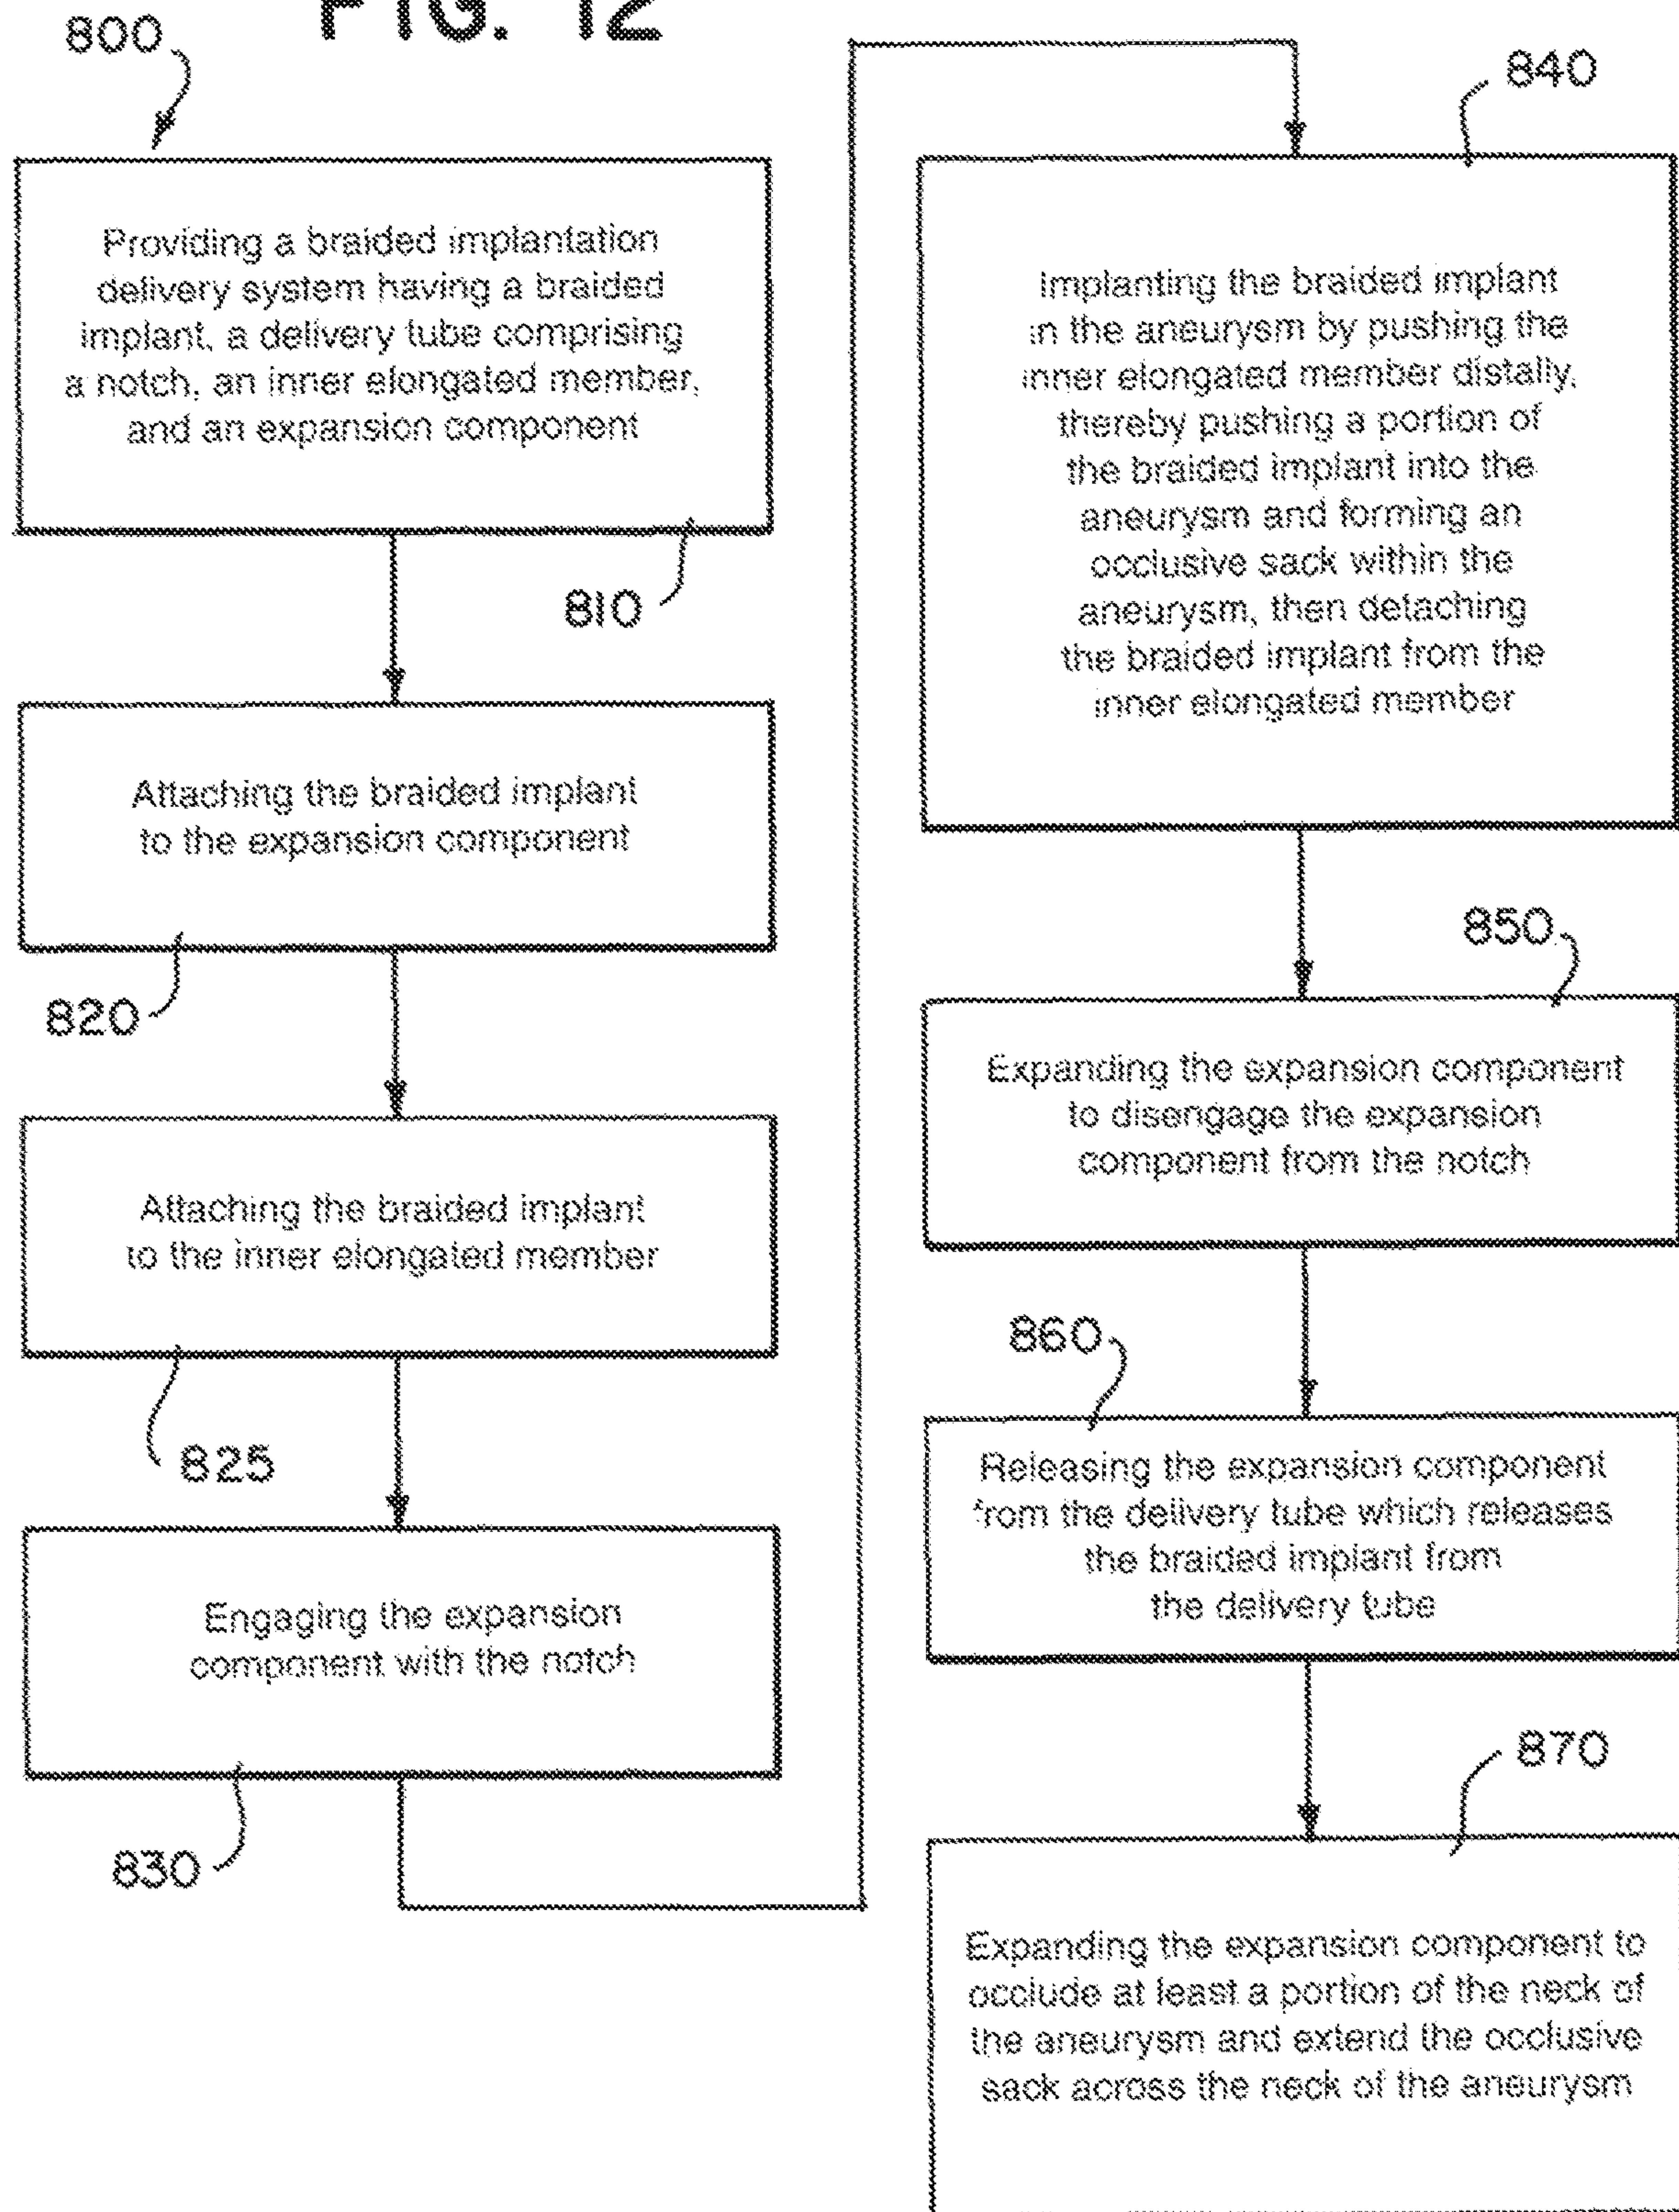 FIG. 12
800
Providing a braided implantation
delivery system having a braided
implant, a delivery tube comprising
a notch, an inner elongated member,
and an expansion component
810
Attaching the braided implant
to the expansion component
820
Attaching the braided implant
to the inner elongated member
825
Engaging the expansion
component with the notch
830
840
Implanting the braided implant
in the aneurysm by pushing the
inner elongated member distally,
thereby pushing a portion of
the braided implant into the
aneurysm and forming an
occlusive sack within the
aneurysm, then detaching
the braided implant from the
inner elongated member
850
Expanding the expansion component
to disengage the expansion
component from the notch
860
Releasing the expansion component
from the delivery tube which releases
the braided implant from
the delivery tube
870
Expanding the expansion component to
occlude at least a portion of the neck of
the aneurysm and extend the occlusive
sack across the neck of the aneurysm